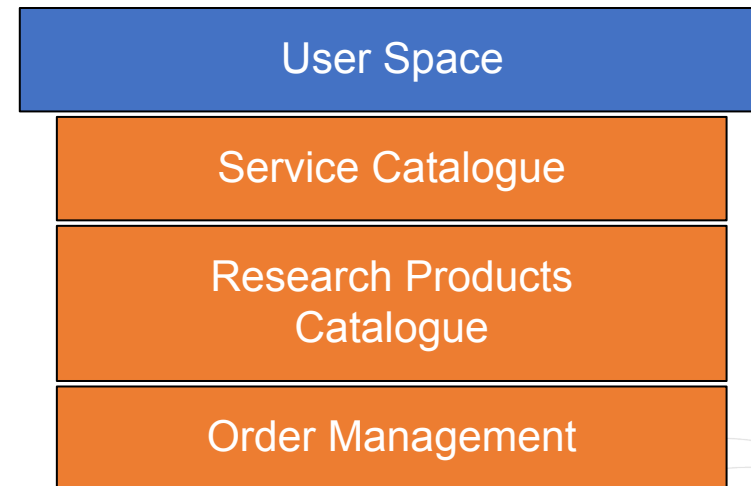 User Space
Service Catalogue
Research Products
Catalogue
Order Management